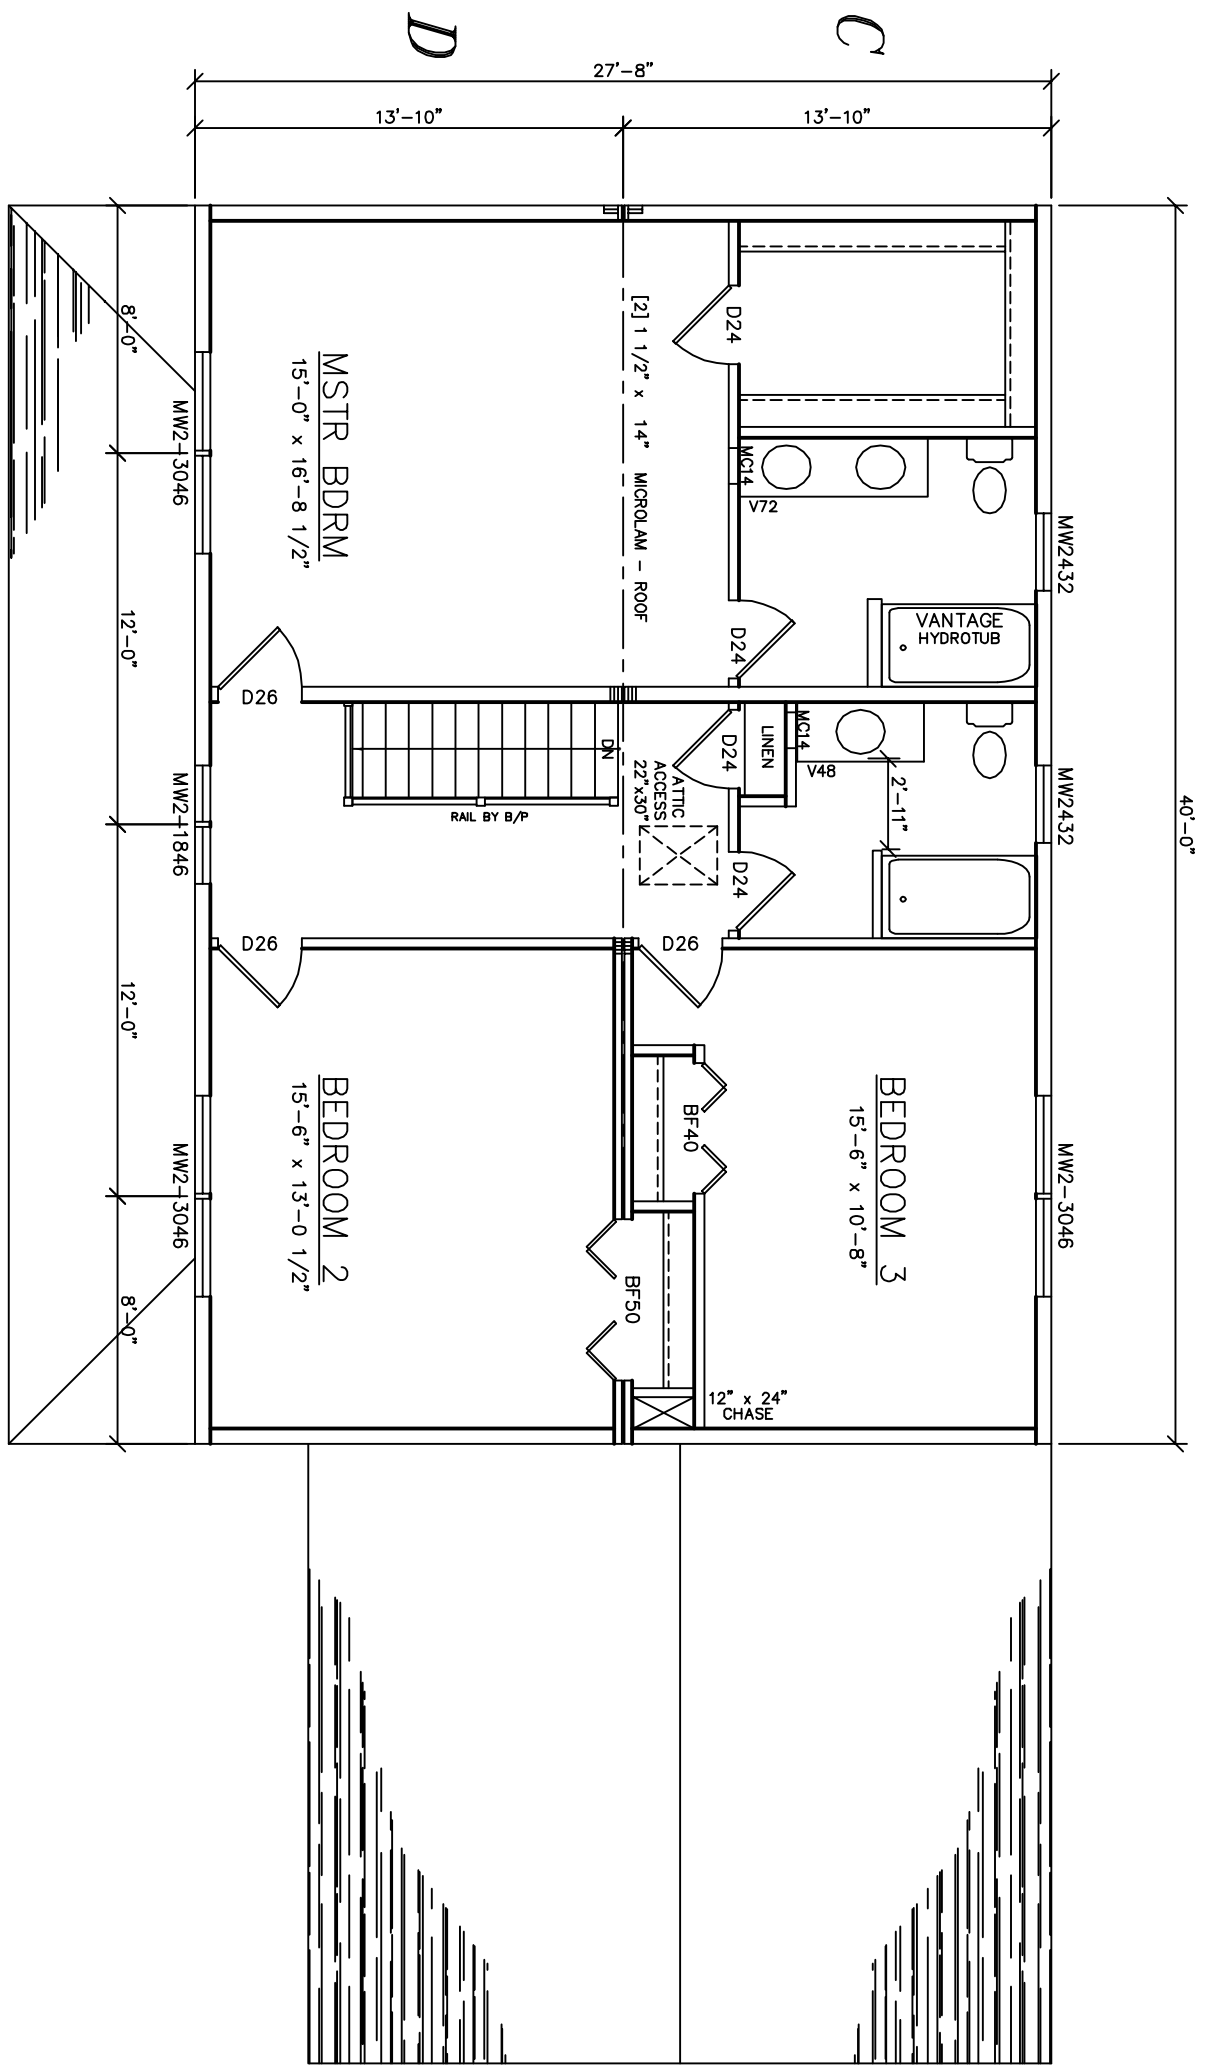 C
D
27'-8"
13'-10"
13'-10"
40'-0"
8'-0"
12'-0"
12'-0"
8'-0"
MW2432
MW2432
MW2-3046
D24
[2] 1 1/2" x 14" MICROLAM - ROOF
MC14
V72
VANTAGE
HYDROTUB
D24
MSTR BDRM
15'-0" x 16'-8 1/2"
D26
MC14
LINEN
V48
2'-11"
D24
D24
DN
ATTIC
ACCESS
22"x30"
RAIL BY B/P
D26
D26
BEDROOM 3
15'-6" x 10'-8"
BF40
BF50
12" x 24"
CHASE
BEDROOM 2
15'-6" x 13'-0 1/2"
MW2-3046
MW2-1846
MW2-3046